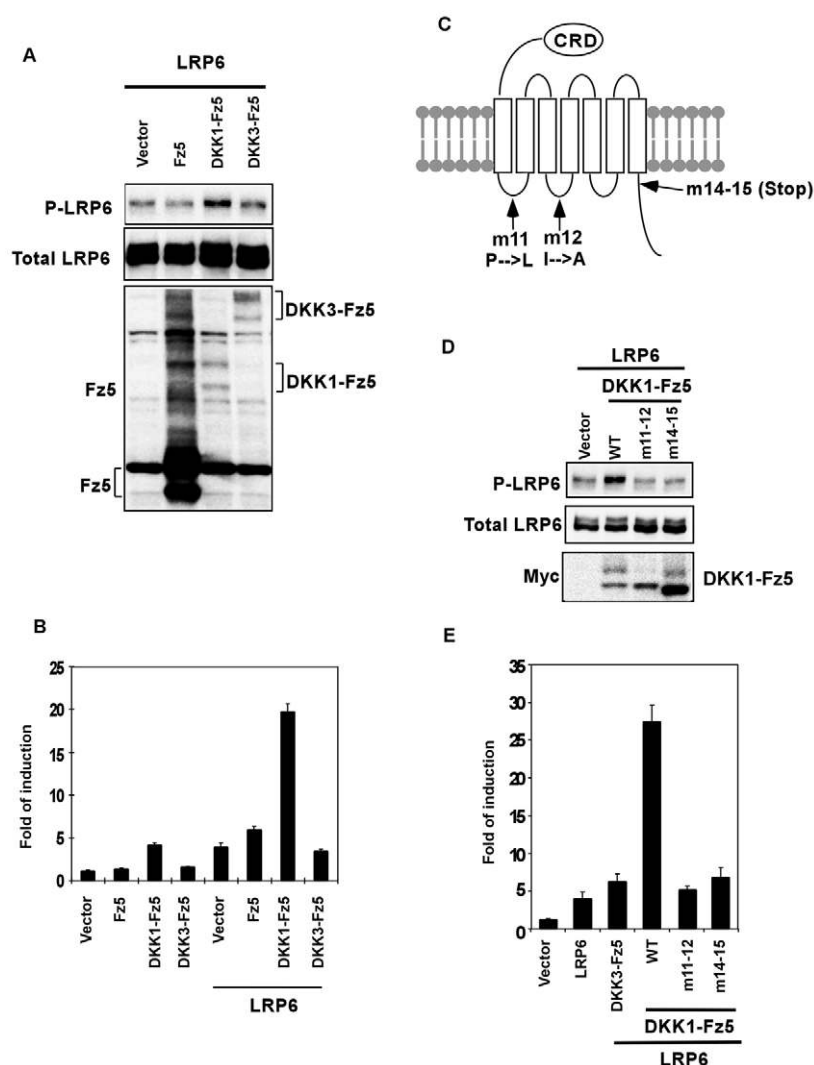 A
LRP6
Vector
Fz5
DKK1-Fz5
DKK3-Fz5
P-LRP6
Total LRP6
DKK3-Fz5
Fz5
DKK1-Fz5
Fz5
B
25
20
15
10
5
0
Fold of induction
Vector
Fz5
DKK1-Fz5
DKK3-Fz5
Vector
Fz5
DKK1-Fz5
DKK3-Fz5
LRP6
C
CRD
m14-15 (Stop)
m11
P-->L
m12
I-->A
D
LRP6
DKK1-Fz5
Vector
WT
m11-12
m14-15
P-LRP6
Total LRP6
Myc
DKK1-Fz5
E
35
30
25
20
15
10
5
0
Fold of induction
Vector
LRP6
DKK3-Fz5
WT
m11-12
m14-15
DKK1-Fz5
LRP6